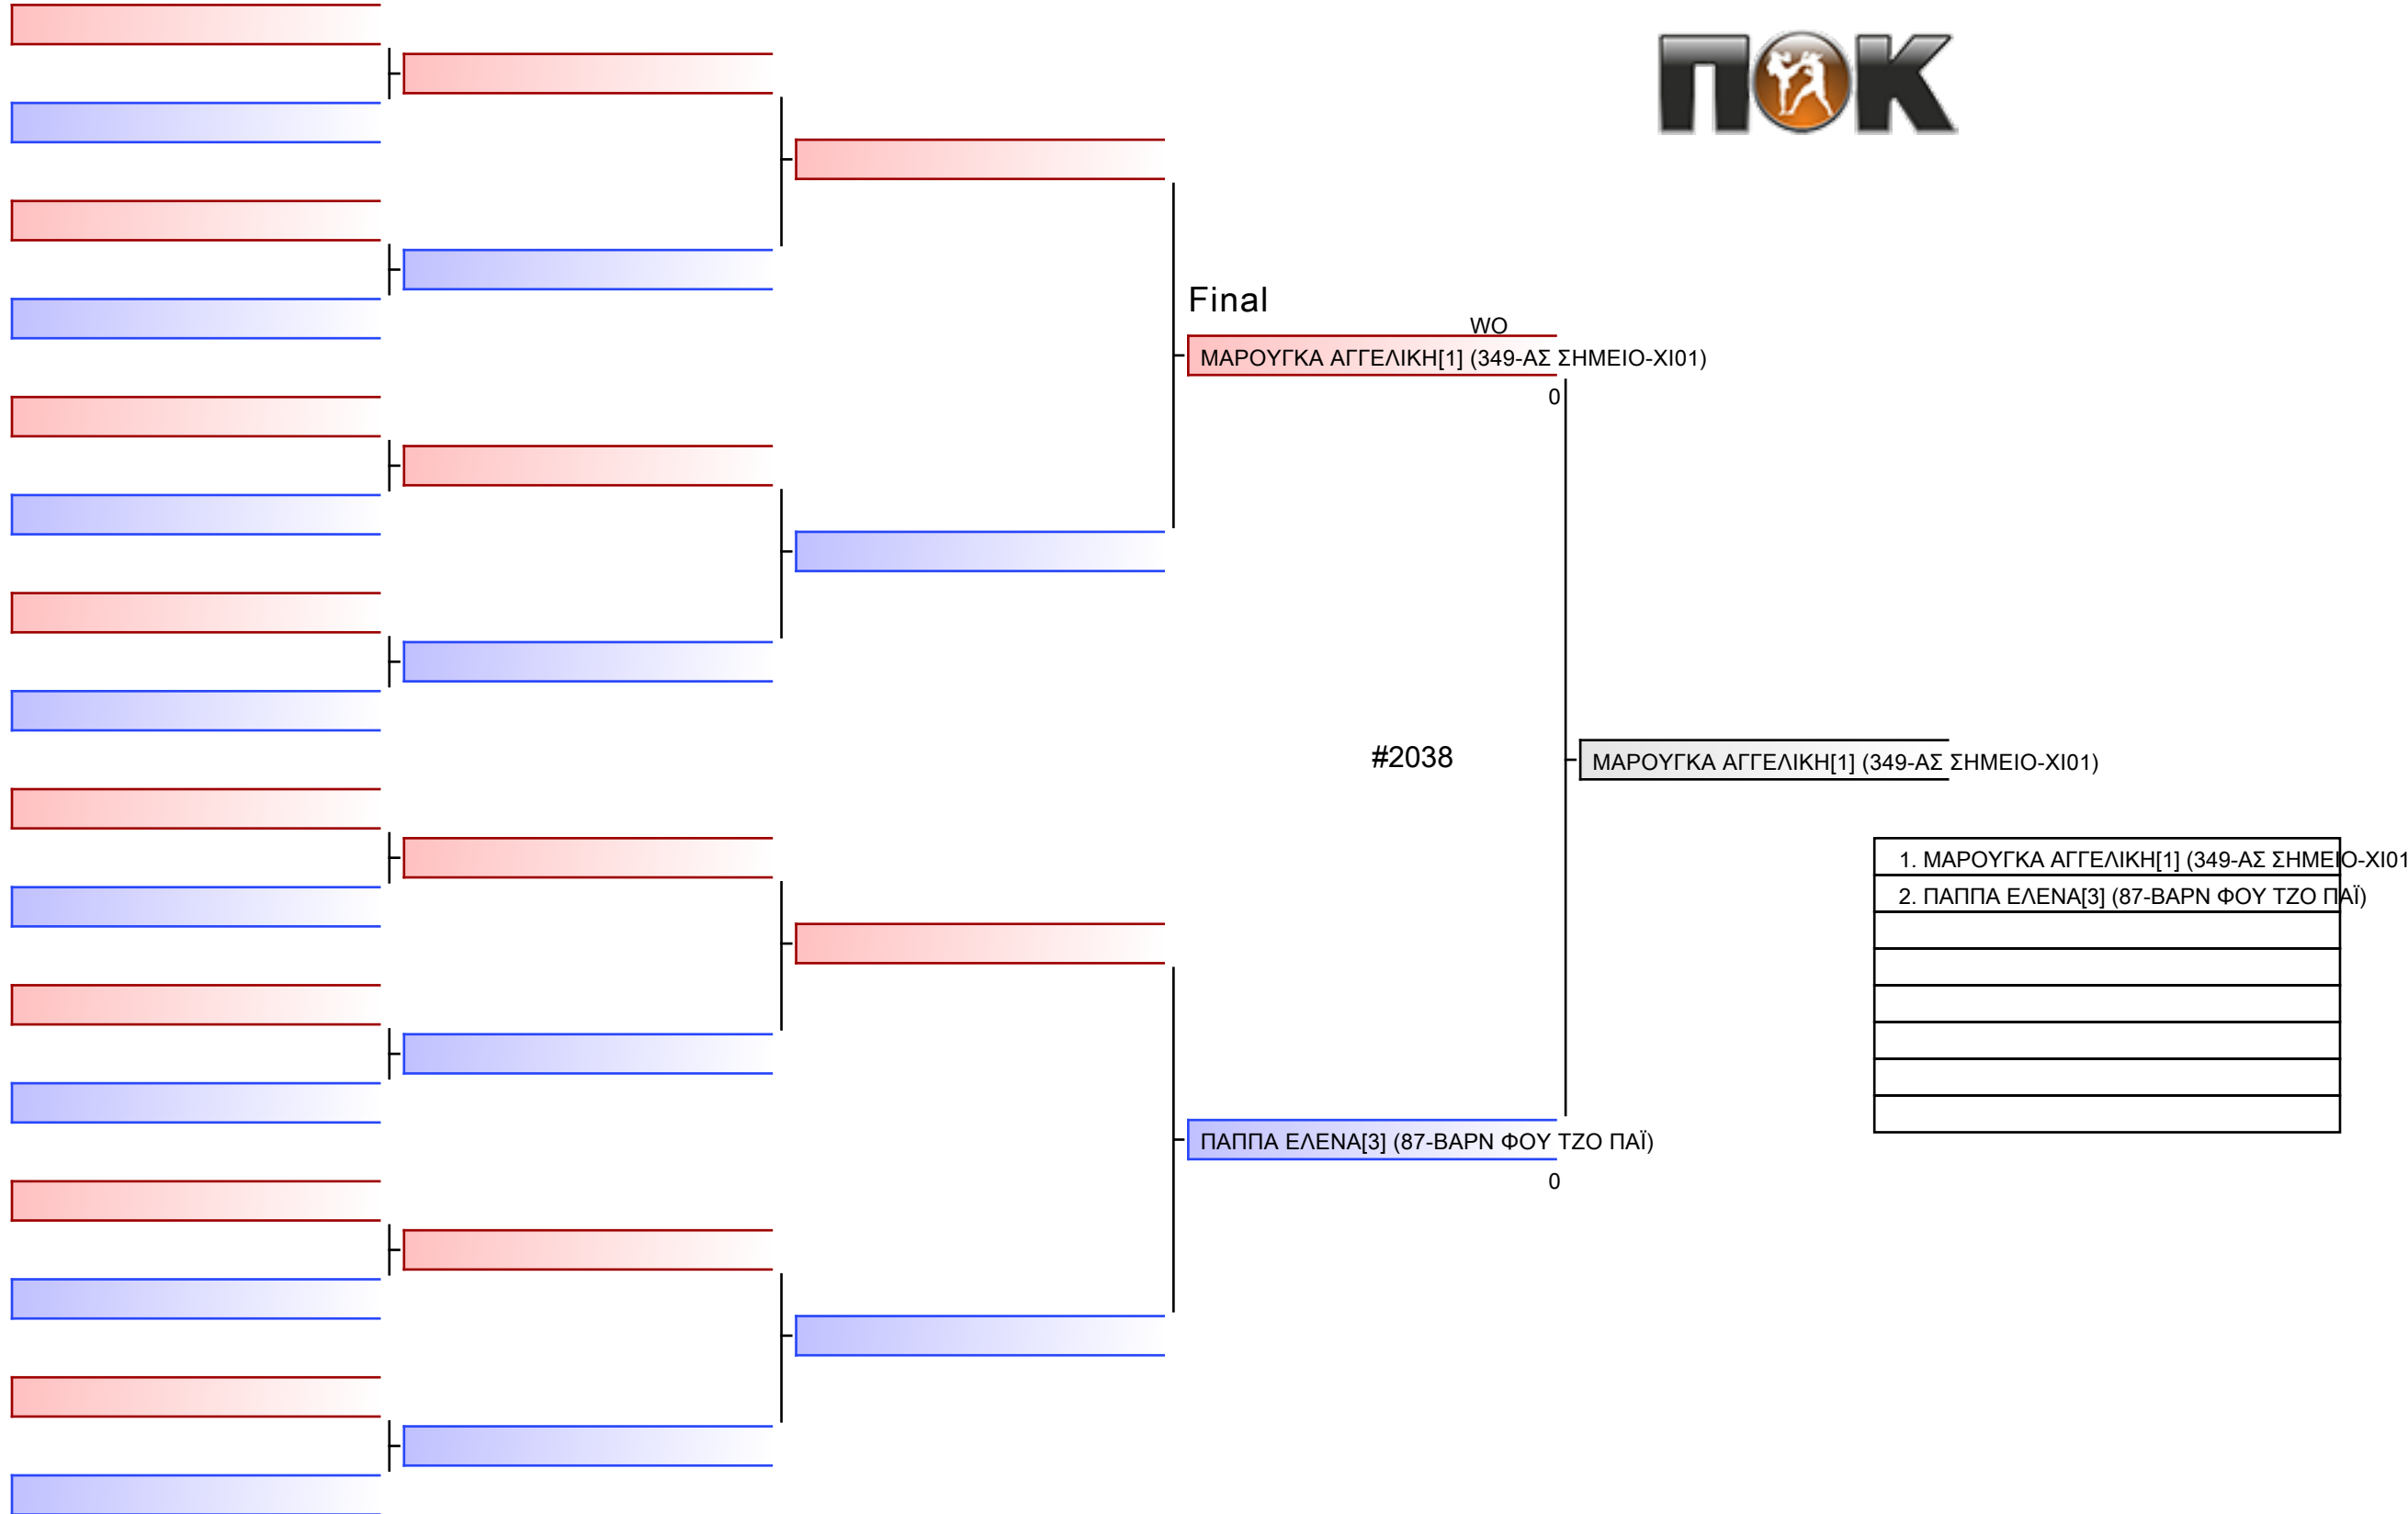 ΠΟΚ
Final
WO
ΜΑΡΟΥΓΚΑ ΑΓΓΕΛΙΚΗ[1] (349-ΑΣ ΣΗΜΕΙΟ-ΧΙ01)
0
#2038
ΜΑΡΟΥΓΚΑ ΑΓΓΕΛΙΚΗ[1] (349-ΑΣ ΣΗΜΕΙΟ-ΧΙ01)
1. ΜΑΡΟΥΓΚΑ ΑΓΓΕΛΙΚΗ[1] (349-ΑΣ ΣΗΜΕΙΟ-ΧΙ01
2. ΠΑΠΠΑ ΕΛΕΝΑ[3] (87-ΒΑΡΝ ΦΟΥ ΤΖΟ ΠΑΪ)
ΠΑΠΠΑ ΕΛΕΝΑ[3] (87-ΒΑΡΝ ΦΟΥ ΤΖΟ ΠΑΪ)
0